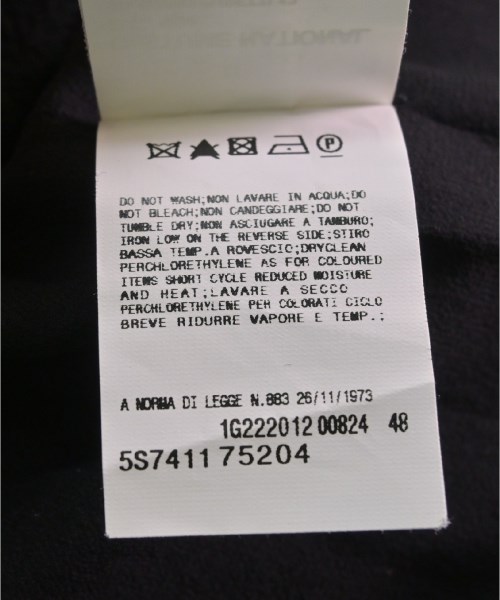 DO NOT WASH;NON LAVARE IN ACQUA;DO
NOT BLEACH;NON CANDEGGIARE;DO NOT
TUMBLE DRY;NON ASCIUGARE A TAMBURO;
IRON LOW ON THE REVERSE SIDE;STIRO
BASSA TEMP.A ROVESCIO;DRYCLEAN
PERCHLORETHYLENE AS FOR COLOURED
ITEMS SHORT CYCLE REDUCED MOISTURE
AND HEAT;LAVARE A SECCO
PERCHLORETHYLENE PER COLORATI CICLO
BREVE RIDURRE VAPORE E TEMP.;
A NORMA DI LEGGE N.883 26/11/1973
1G222012 00824 48
5S7411 75204